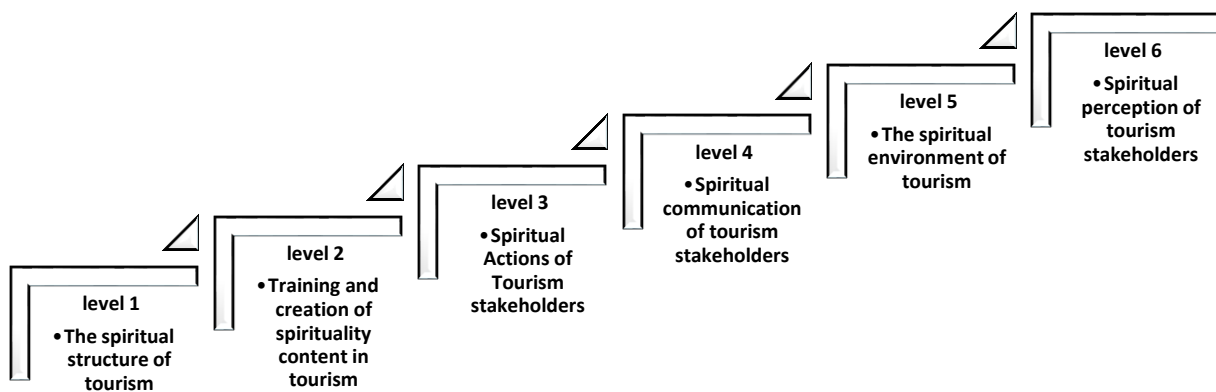 level 1
•The spiritual
structure of
tourism
level 2
•Training and
creation of
spirituality
content in
tourism
level 3
•Spiritual
Actions of
Tourism
stakeholders
level 4
•Spiritual
communication
of tourism
stakeholders
level 5
•The spiritual
environment of
tourism
level 6
•Spiritual
perception of
tourism
stakeholders